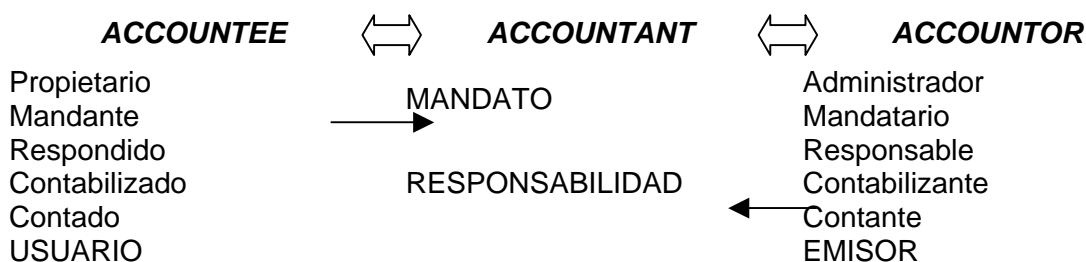 ACCOUNTEE ACCOUNTANT ACCOUNTOR
Propietario
Mandante
Respondido
Contabilizado
Contado
USUARIO
MANDATO
RESPONSABILIDAD
Administrador
Mandatario
Responsable
Contabilizante
Contante
EMISOR